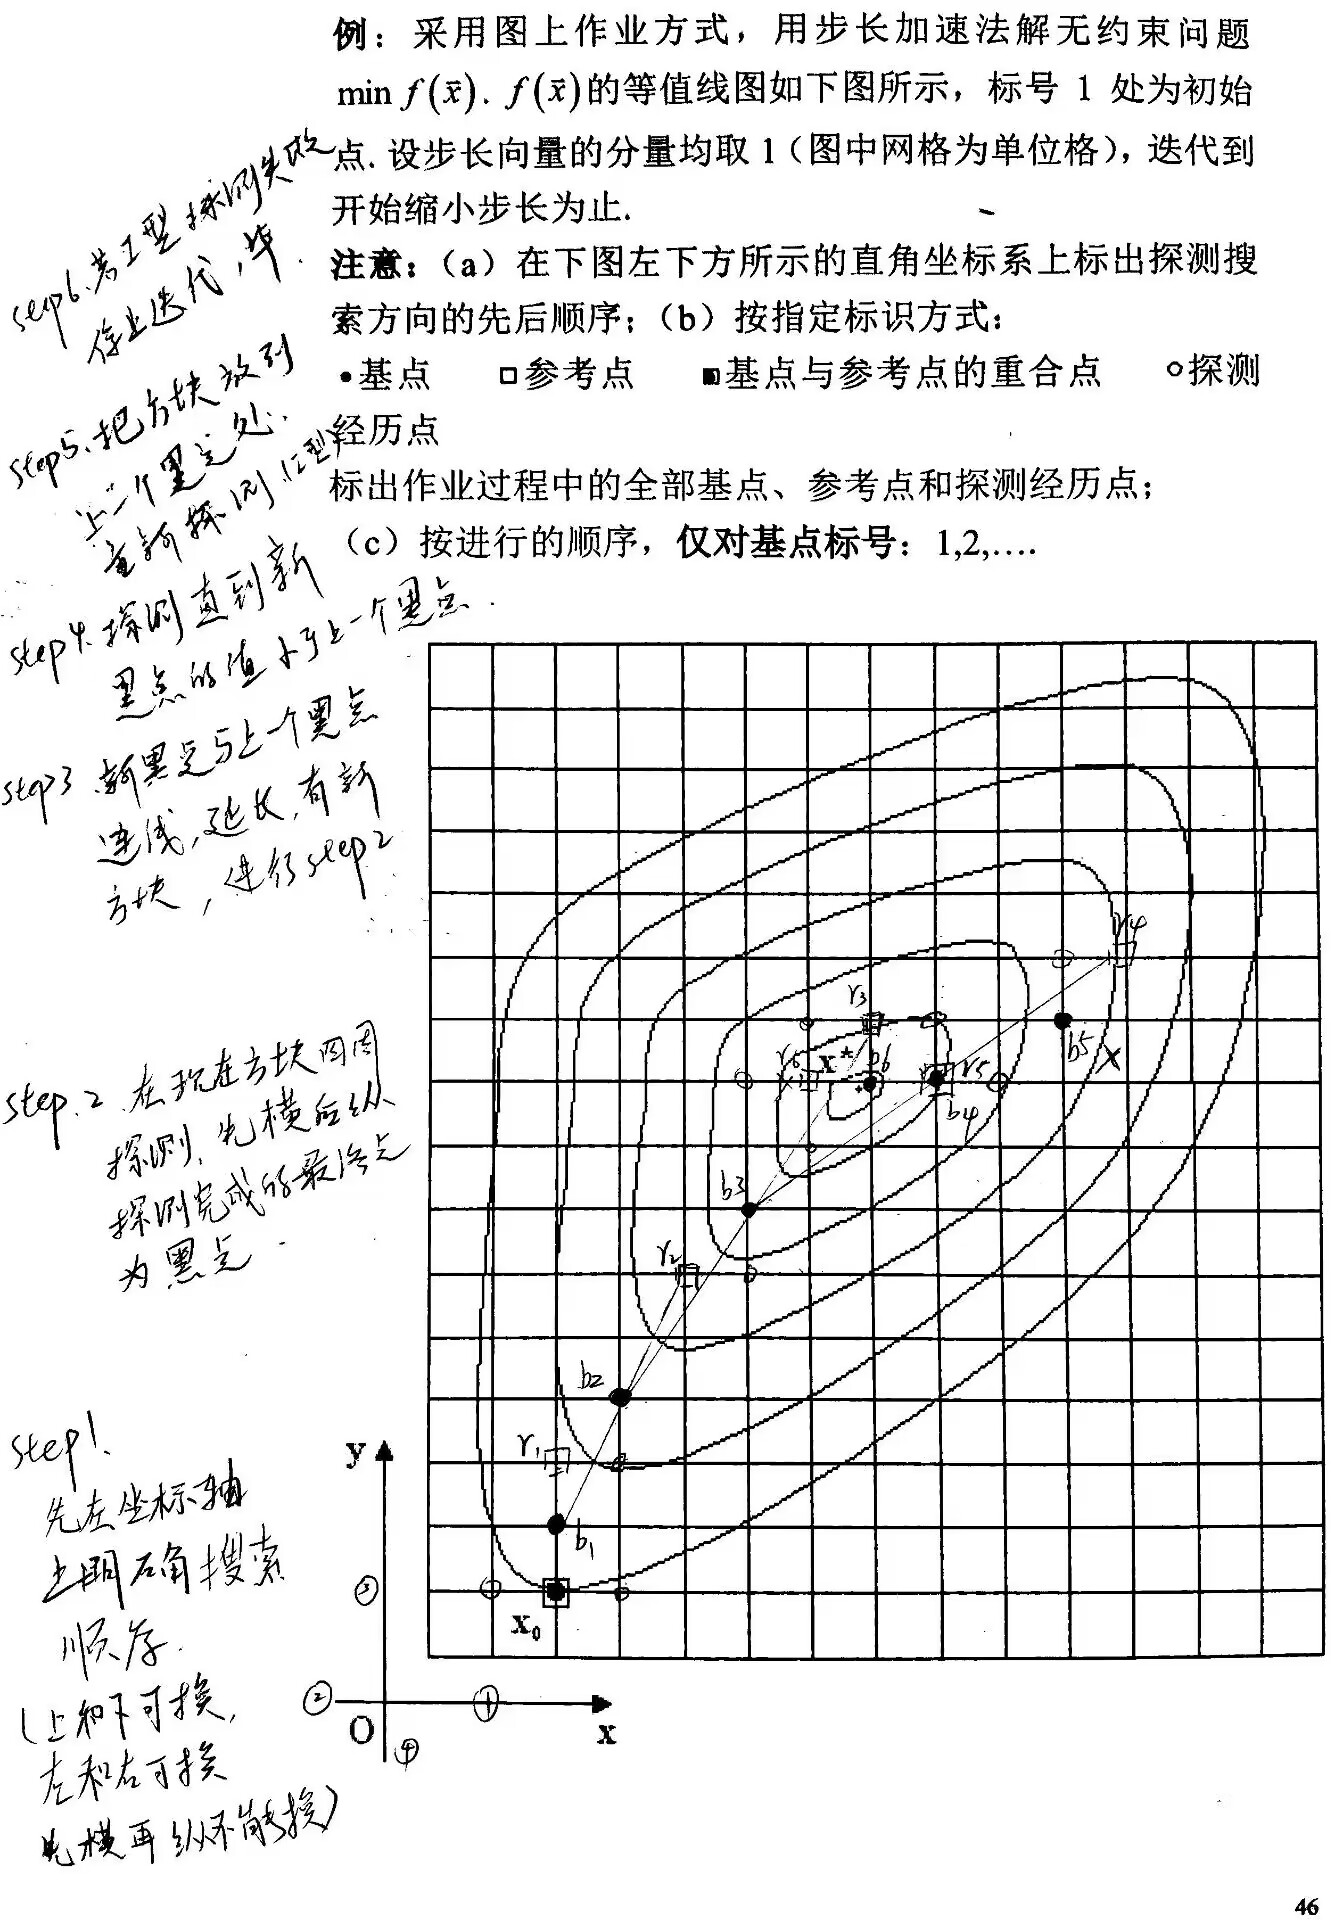 例：采用图上作业方式，用步长加速法解无约束问题
min f(x̄). f(x̄)的等值线图如下图所示，标号 1 处为初始
点. 设步长向量的分量均取 1（图中网格为单位格），迭代到
开始缩小步长为止.
注意：（a）在下图左下方所示的直角坐标系上标出探测搜
索方向的先后顺序；（b）按指定标识方式：
•基点 □参考点 ■基点与参考点的重合点 ○探测
经历点
标出作业过程中的全部基点、参考点和探测经历点；
（c）按进行的顺序，仅对基点标号：1,2,….
step6.若I型探测失败
停止迭代，毕.
step5.把方块放到
上一个黑点处.
重新探测(I型)
step4.探测直到新
黑点的值小于上一个黑点.
step3 新黑点与上一个黑点
连线,延长,有新
方块，进行step2
step.2.在现在方块四周
探测,先横后纵
探测完成的最终点
为黑点.
step1.
先在坐标轴
上明确搜索
顺序.
(上和下可换,
左和右可换
先横再纵不能换)
r4
r3
b5
r6
x*
b6
r5
b4
b3
r2
b2
r1
b1
x0
y
③
②
O
①
x
④
46